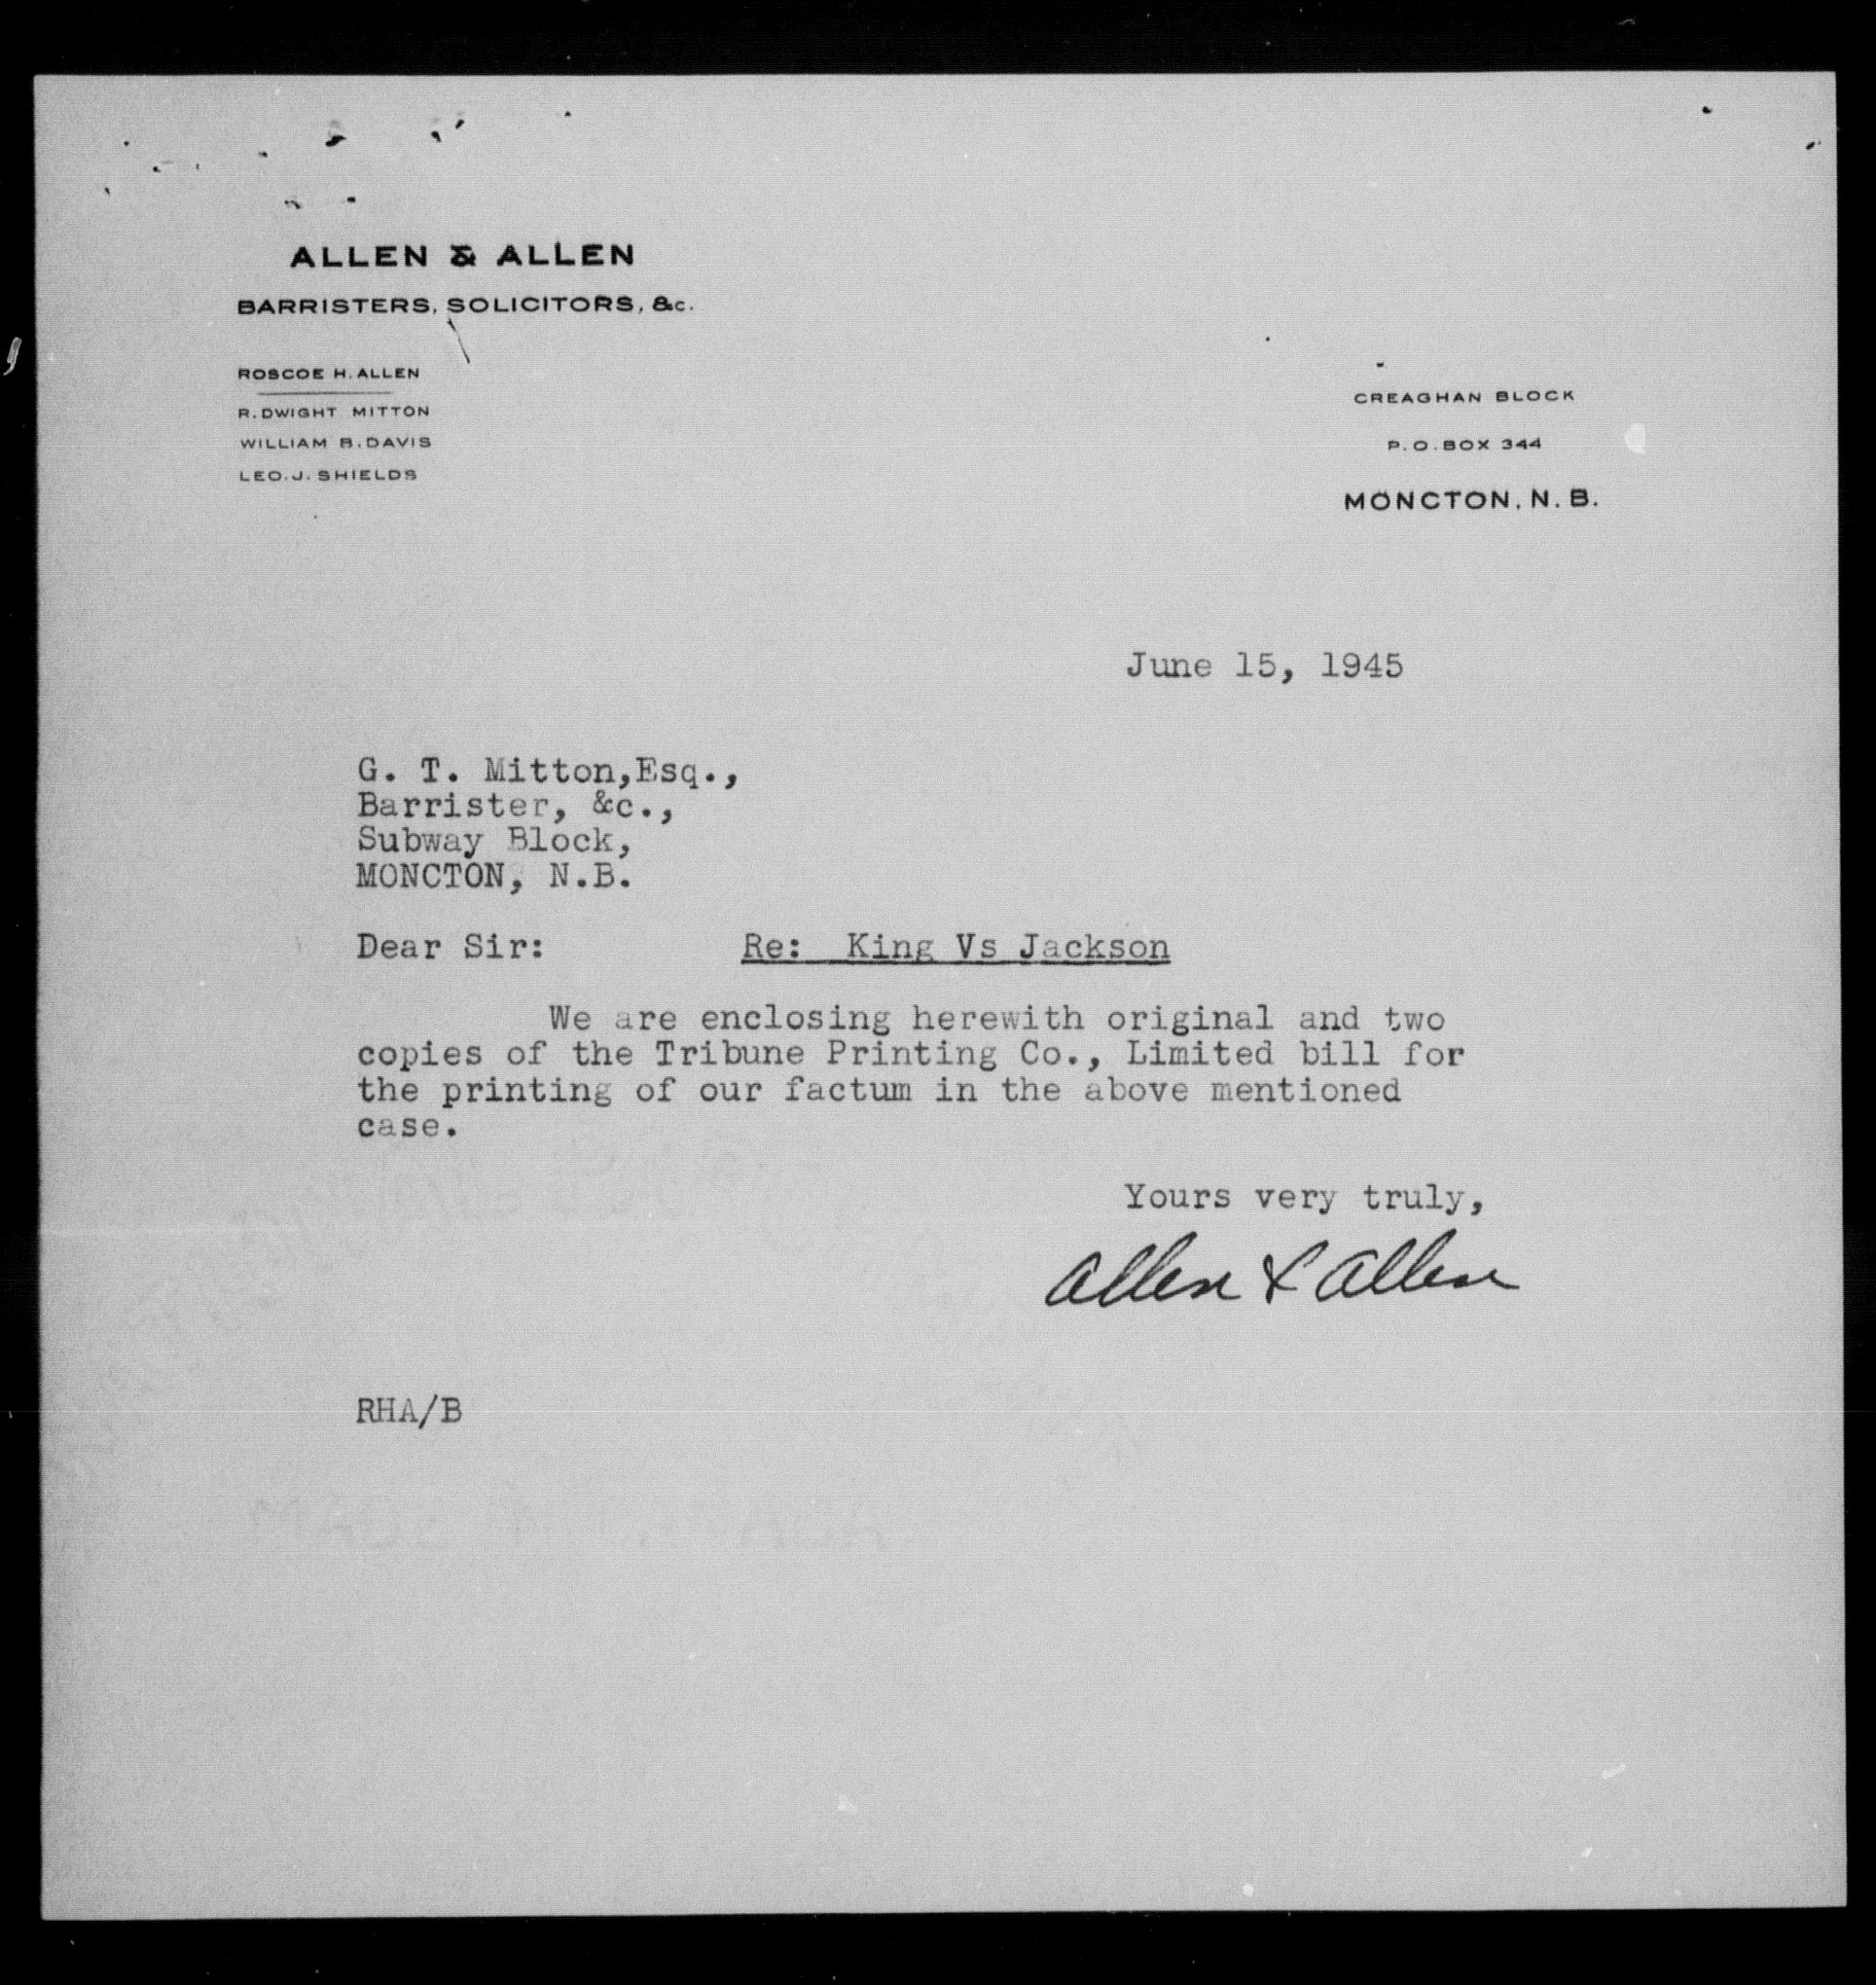 ALLEN & ALLEN
BARRISTERS, SOLICITORS, &c.
ROSCOE H. ALLEN
R. DWIGHT MITTON
WILLIAM B. DAVIS
LEO. J. SHIELDS
CREAGHAN BLOCK
P.O. BOX 344
MONCTON, N. B.
June 15, 1945
G. T. Mitton,Esq.,
Barrister, &c.,
Subway Block,
MONCTON, N.B.
Dear Sir: Re: King Vs Jackson
We are enclosing herewith original and two
copies of the Tribune Printing Co., Limited bill for
the printing of our factum in the above mentioned
case.
Yours very truly,
Allen & Allen
RHA/B